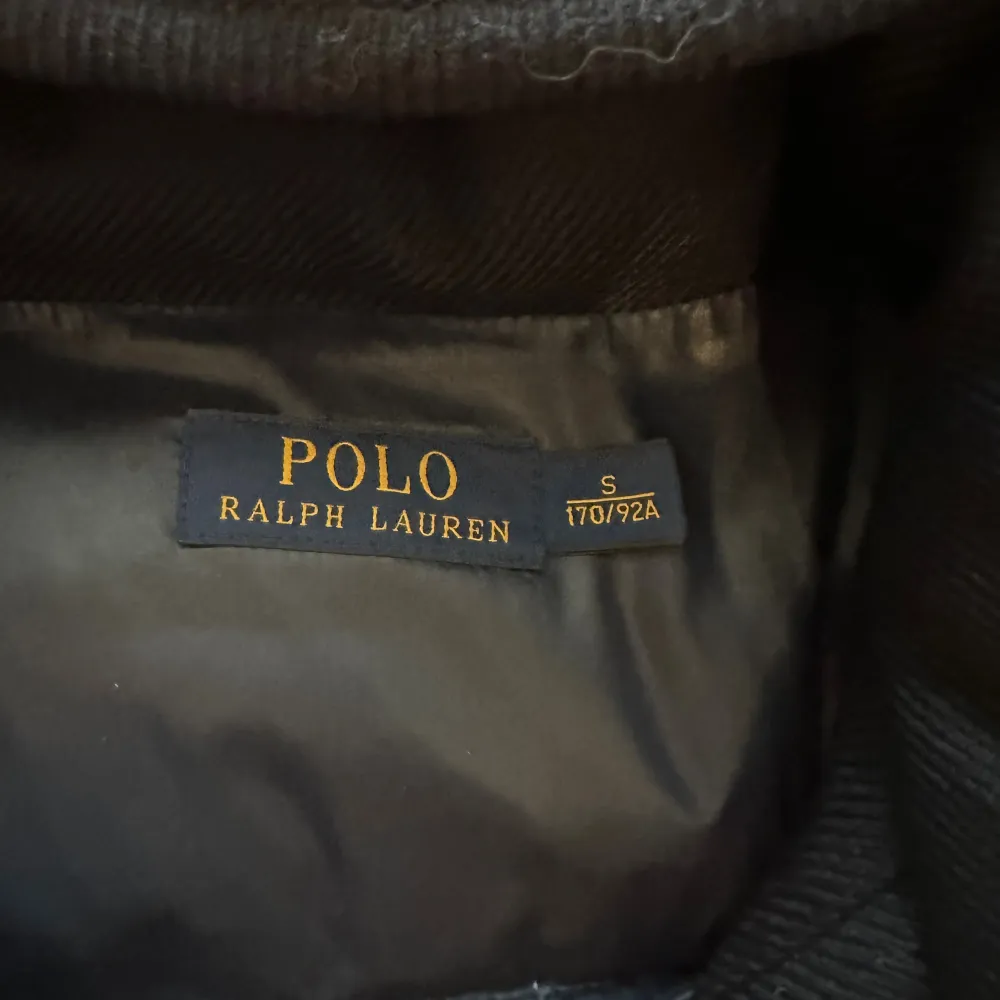 POLO
RALPH LAUREN
S
170/92A